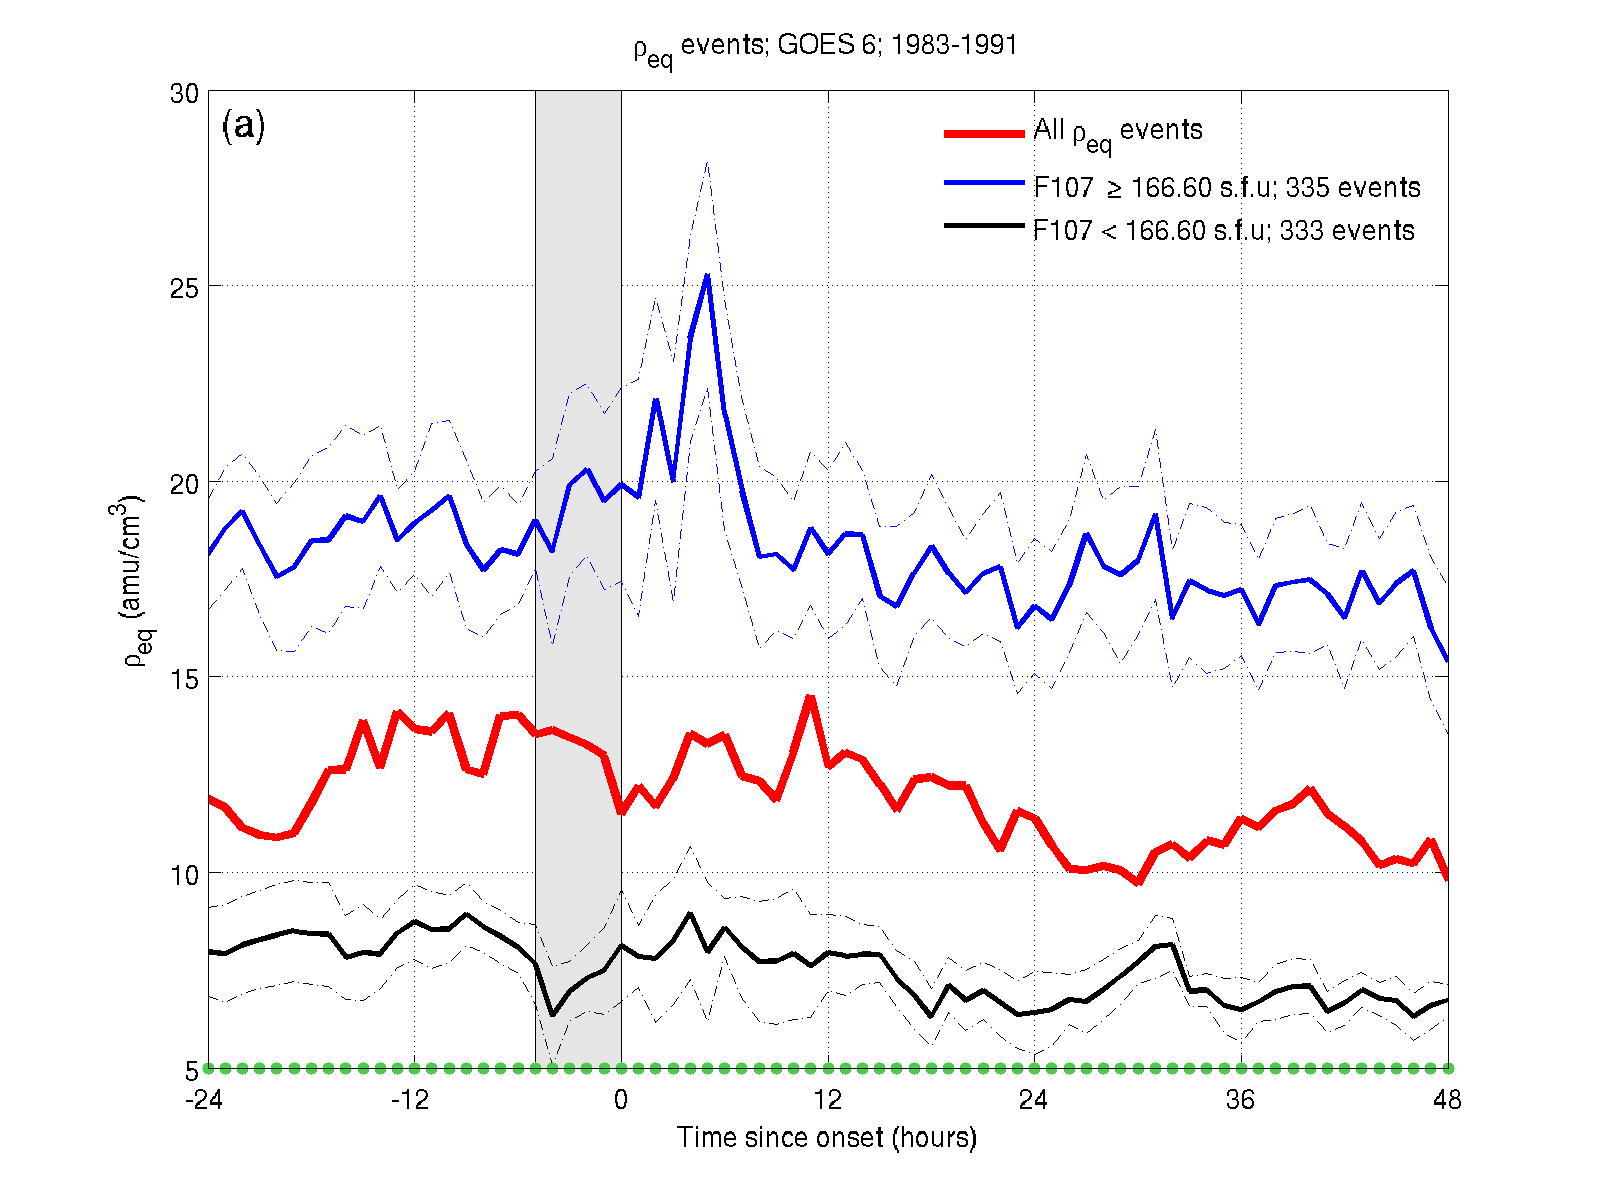 ρeq events; GOES 6; 1983-1991
(a)
All ρeq events
F107 ≥ 166.60 s.f.u; 335 events
F107 < 166.60 s.f.u; 333 events
30
25
20
15
10
5
ρeq (amu/cm³)
-24 -12 0 12 24 36 48
Time since onset (hours)